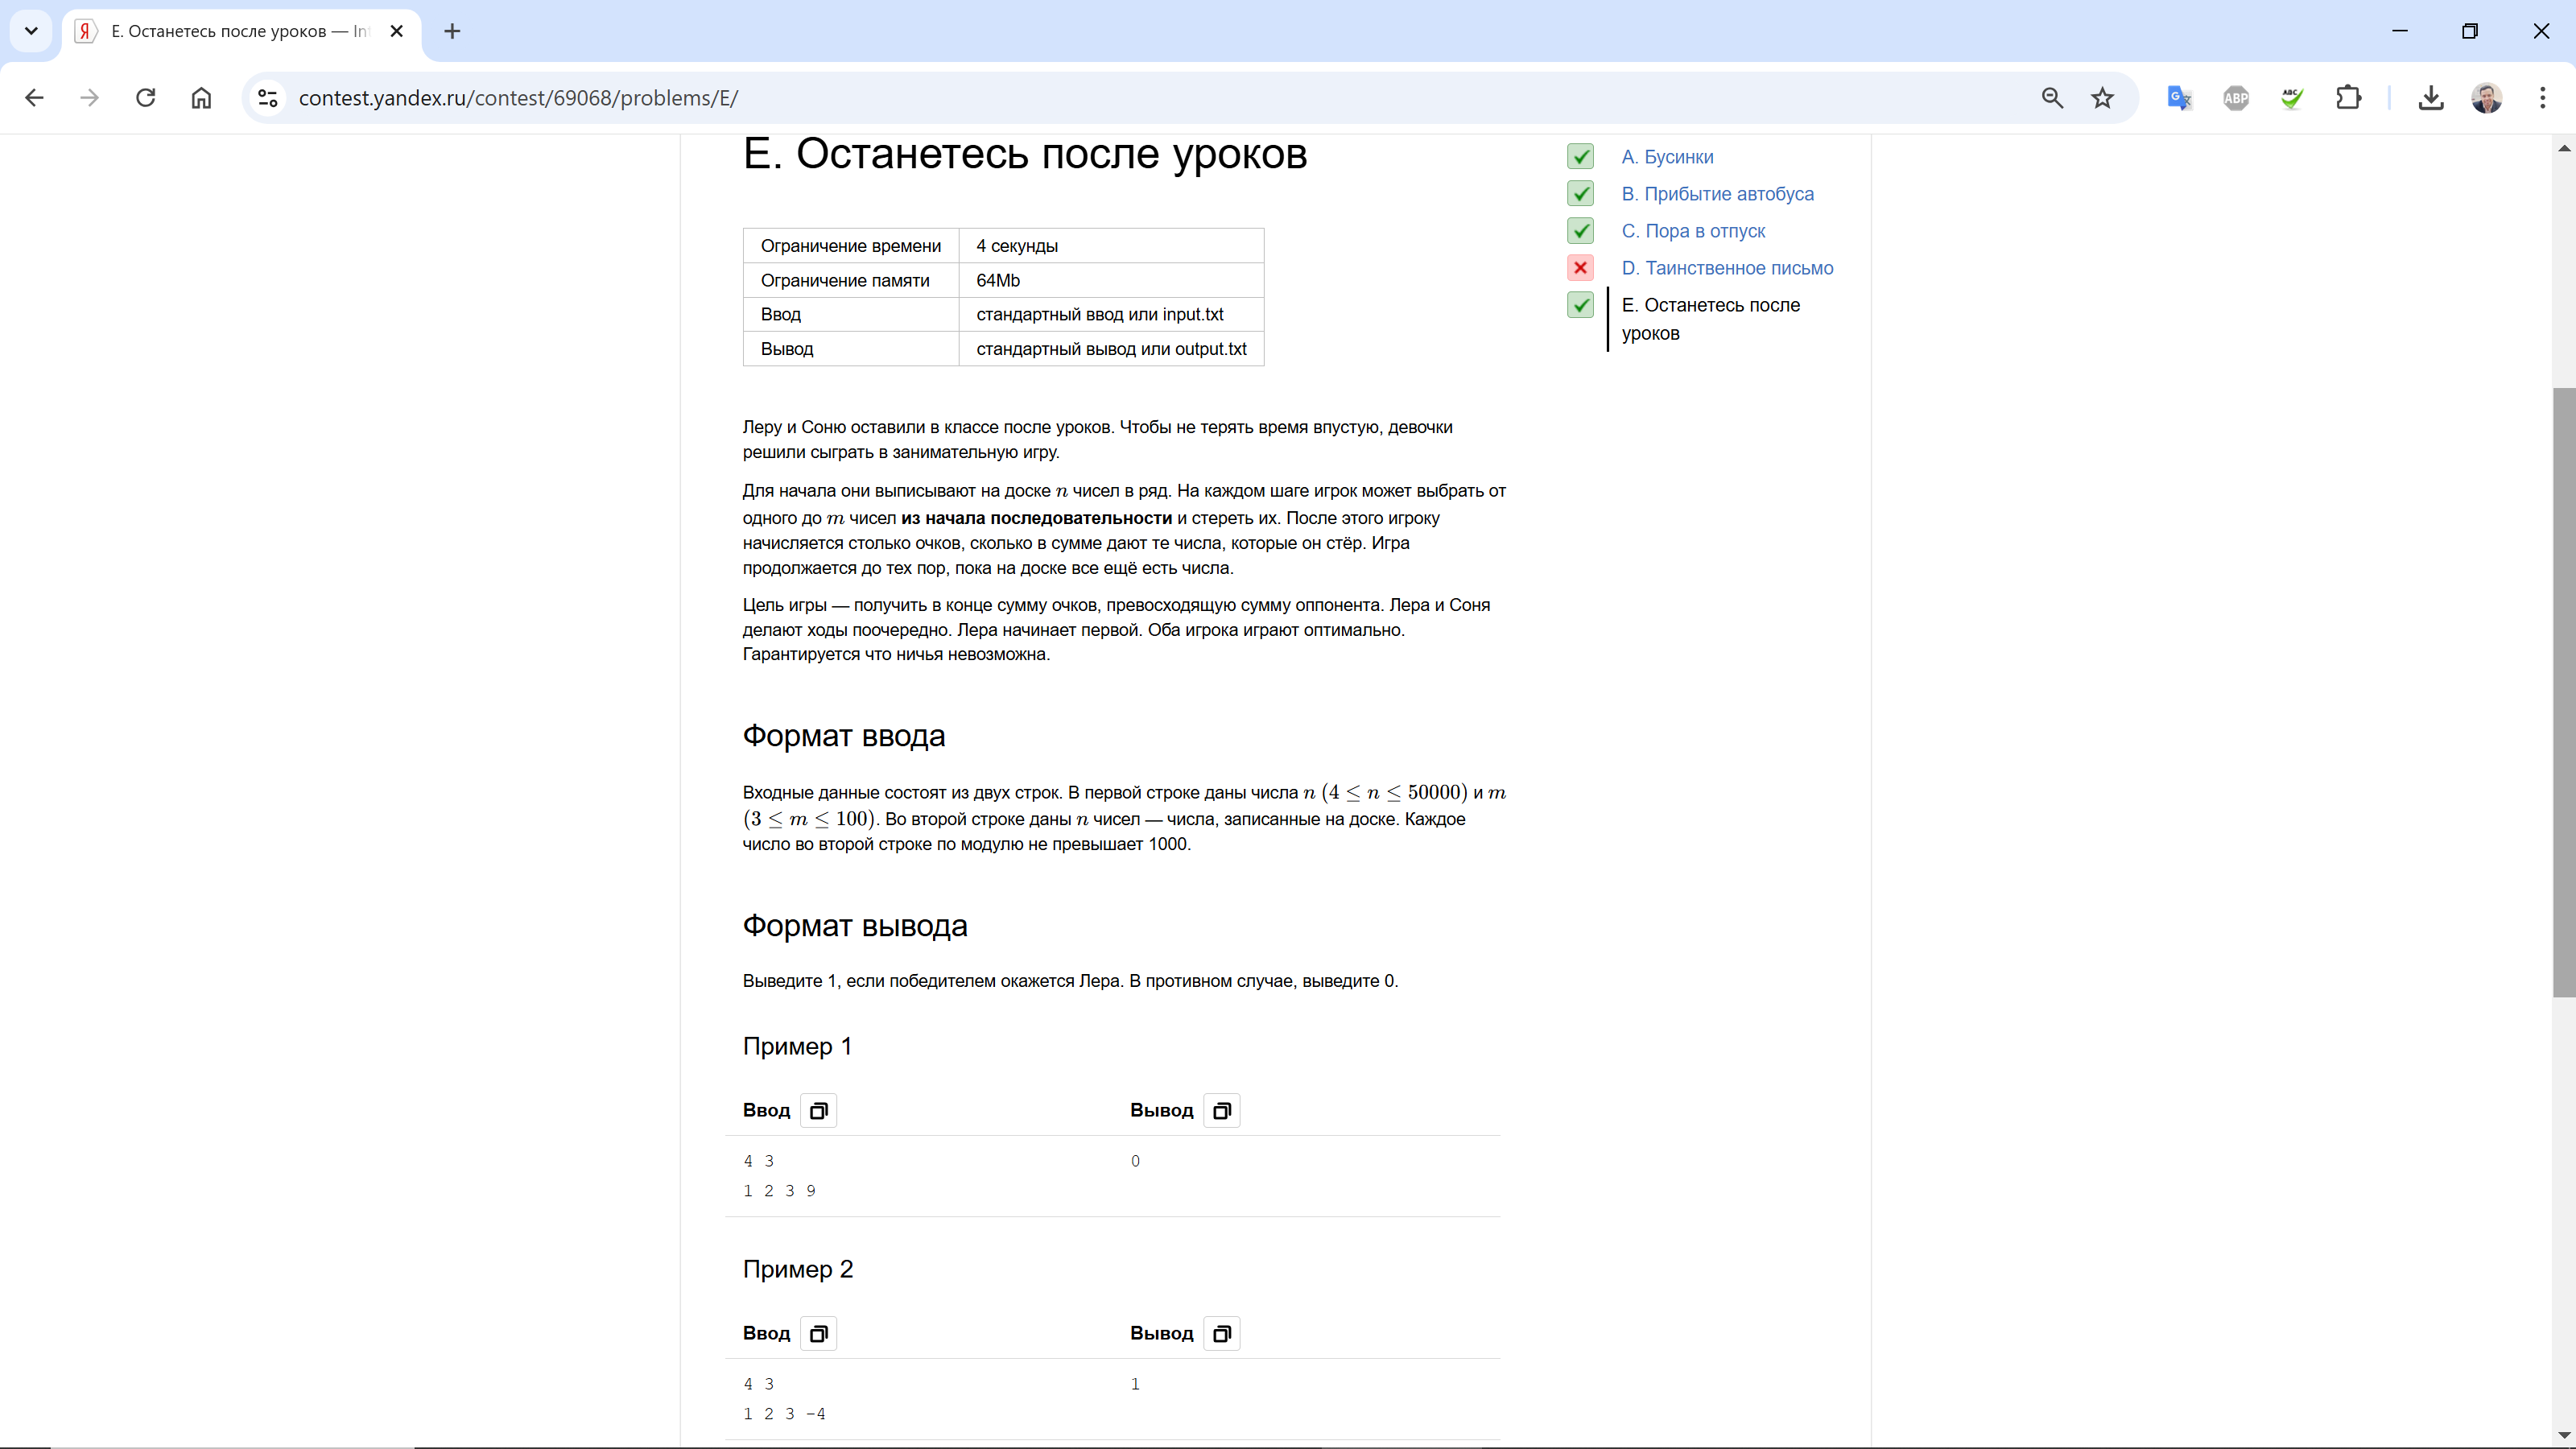 Е. Останетесь после уроков — Int
contest.yandex.ru/contest/69068/problems/E/
ABP
ABC
E. Останетесь после уроков
Ограничение времени 4 секунды
Ограничение памяти 64Mb
Ввод стандартный ввод или input.txt
Вывод стандартный вывод или output.txt
Леру и Соню оставили в классе после уроков. Чтобы не терять время впустую, девочки
решили сыграть в занимательную игру.
Для начала они выписывают на доске n чисел в ряд. На каждом шаге игрок может выбрать от
одного до m чисел из начала последовательности и стереть их. После этого игроку
начисляется столько очков, сколько в сумме дают те числа, которые он стёр. Игра
продолжается до тех пор, пока на доске все ещё есть числа.
Цель игры — получить в конце сумму очков, превосходящую сумму оппонента. Лера и Соня
делают ходы поочередно. Лера начинает первой. Оба игрока играют оптимально.
Гарантируется что ничья невозможна.
Формат ввода
Входные данные состоят из двух строк. В первой строке даны числа n (4 ≤ n ≤ 50000) и m
(3 ≤ m ≤ 100). Во второй строке даны n чисел — числа, записанные на доске. Каждое
число во второй строке по модулю не превышает 1000.
Формат вывода
Выведите 1, если победителем окажется Лера. В противном случае, выведите 0.
Пример 1
Ввод Вывод
4 3 0
1 2 3 9
Пример 2
Ввод Вывод
4 3 1
1 2 3 -4
A. Бусинки
B. Прибытие автобуса
C. Пора в отпуск
D. Таинственное письмо
E. Останетесь после
уроков